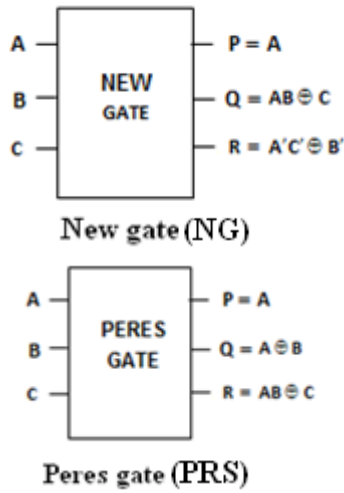 A P = A
B NEW GATE Q = AB ⊕ C
C R = A'C' ⊕ B'
New gate (NG)
A P = A
B PERES GATE Q = A ⊕ B
C R = AB ⊕ C
Peres gate (PRS)